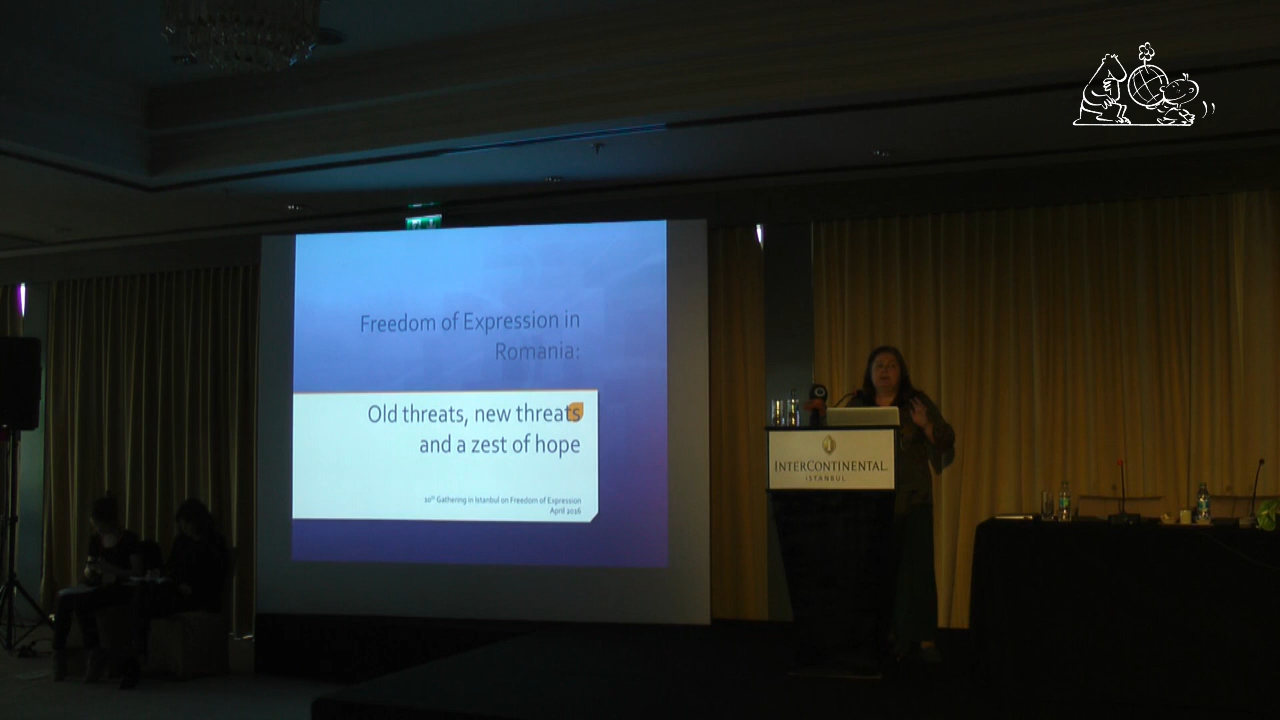 Freedom of Expression in
Romania:
Old threats, new threats
and a zest of hope
10th Gathering in Istanbul on Freedom of Expression
April 2016
INTERCONTINENTAL
ISTANBUL